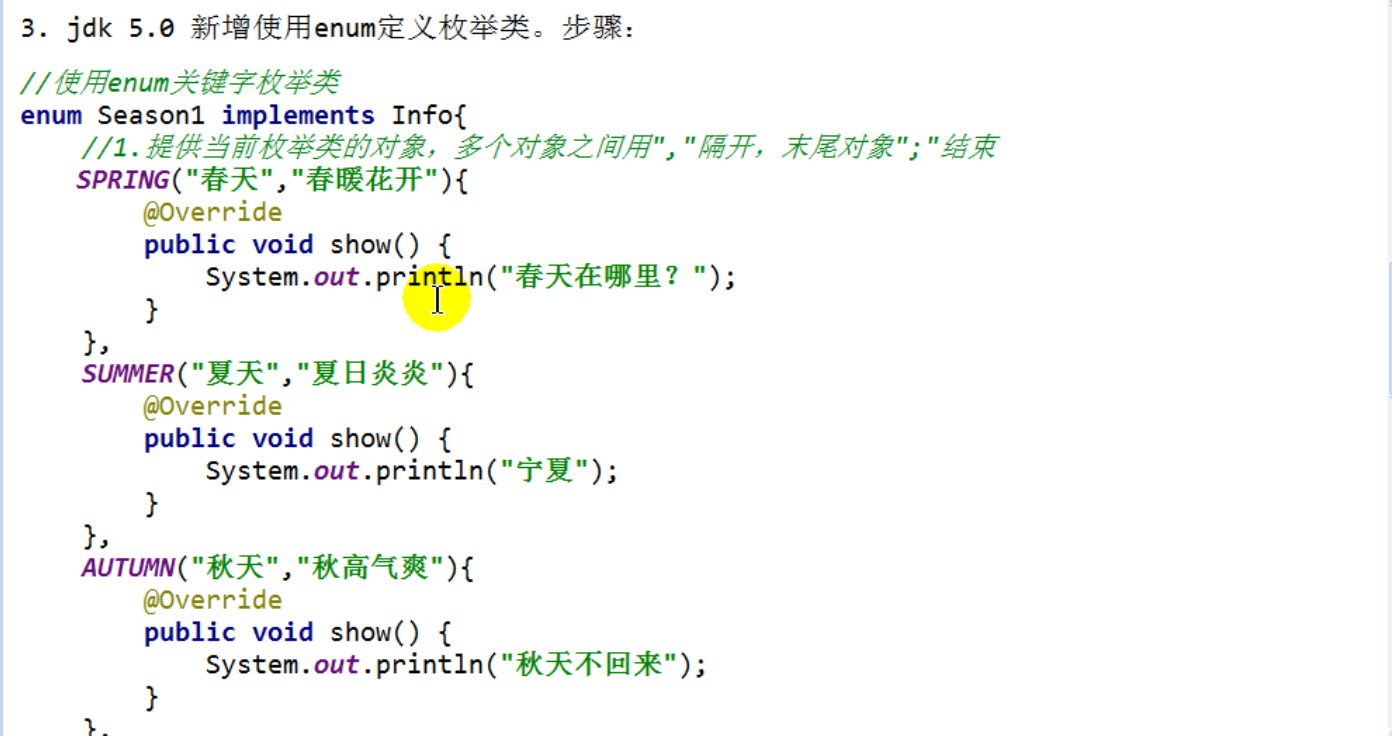 3. jdk 5.0 新增使用enum定义枚举类。步骤：
//使用enum关键字枚举类
enum Season1 implements Info{
//1.提供当前枚举类的对象，多个对象之间用","隔开，末尾对象";"结束
SPRING("春天","春暖花开"){
@Override
public void show() {
System.out.println("春天在哪里？");
}
},
SUMMER("夏天","夏日炎炎"){
@Override
public void show() {
System.out.println("宁夏");
}
},
AUTUMN("秋天","秋高气爽"){
@Override
public void show() {
System.out.println("秋天不回来");
}
},